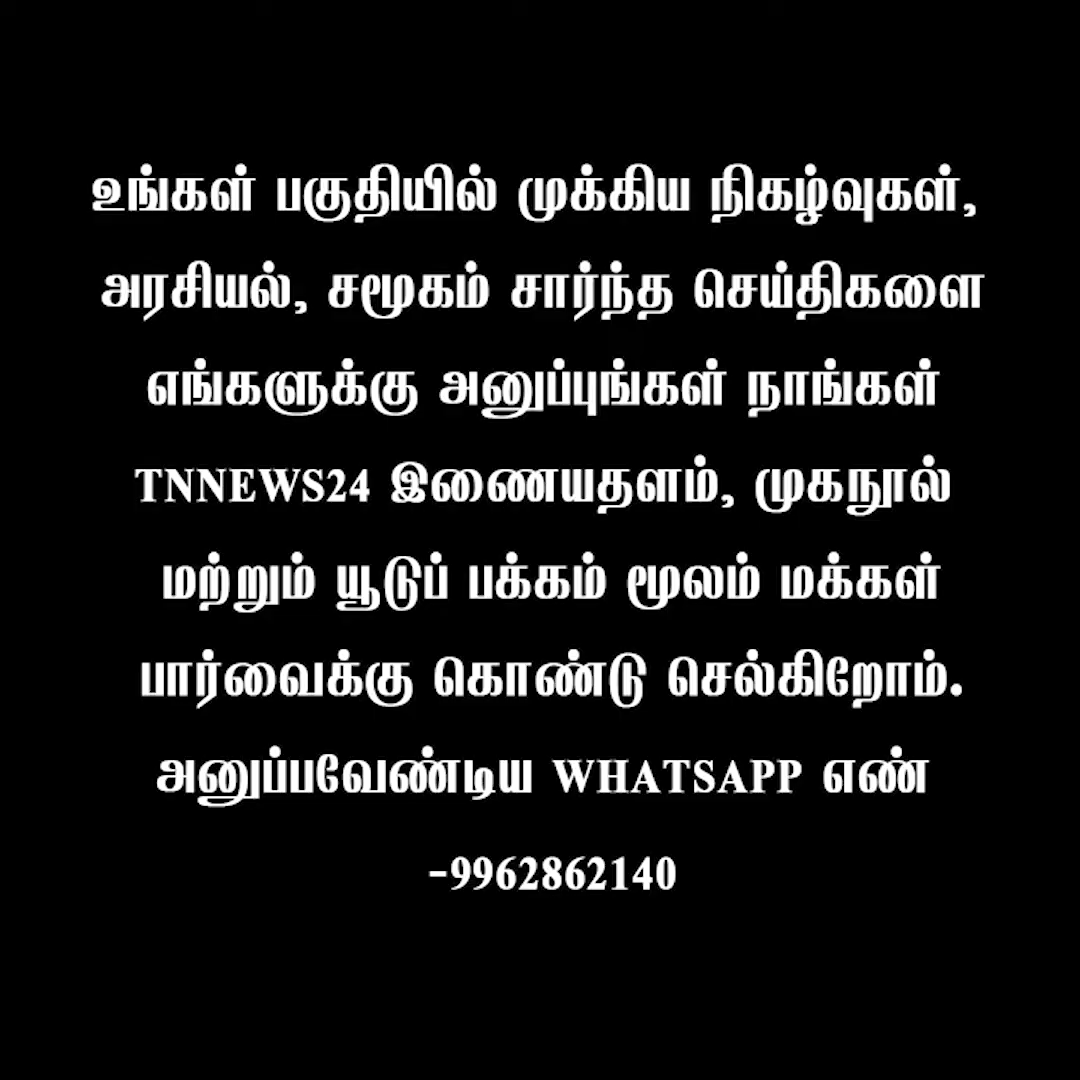 உங்கள் பகுதியில் முக்கிய நிகழ்வுகள்,
அரசியல், சமூகம் சார்ந்த செய்திகளை
எங்களுக்கு அனுப்புங்கள் நாங்கள்
TNNEWS24 இணையதளம், முகநூல்
மற்றும் யூடுப் பக்கம் மூலம் மக்கள்
பார்வைக்கு கொண்டு செல்கிறோம்.
அனுப்பவேண்டிய WHATSAPP எண்
-9962862140